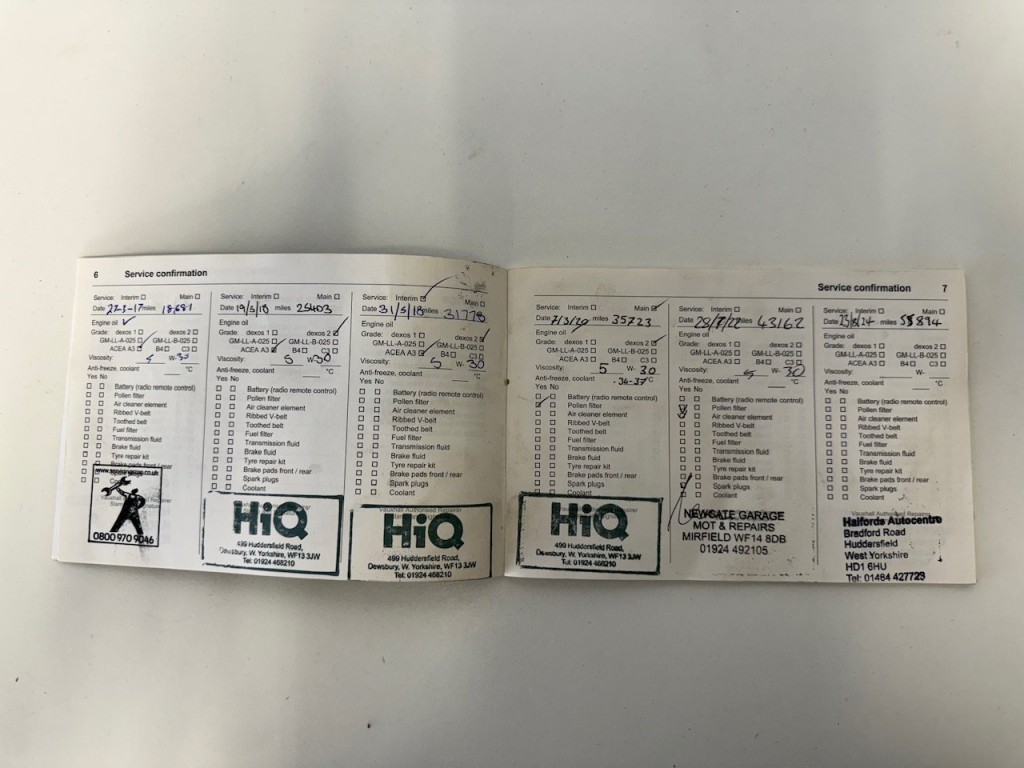 6 Service confirmation
Service: Interim Main
Date 22-3-17 miles 18,681
Engine oil
Grade: dexos 1 dexos 2
GM-LL-A-025 GM-LL-B-025
ACEA A3 B4 C3
Viscosity: 5 W-30
Anti-freeze, coolant °C
Yes No
Battery (radio remote control)
Pollen filter
Air cleaner element
Ribbed V-belt
Toothed belt
Fuel filter
Transmission fluid
Brake fluid
Tyre repair kit
Brake pads front / rear
0800 970 9046
Service: Interim Main
Date 19/3/18 miles 25403
Engine oil
Grade: dexos 1 dexos 2
GM-LL-A-025 GM-LL-B-025
ACEA A3 B4 C3
Viscosity: 5 W-30
Anti-freeze, coolant °C
Yes No
Battery (radio remote control)
Pollen filter
Air cleaner element
Ribbed V-belt
Toothed belt
Fuel filter
Transmission fluid
Brake fluid
Tyre repair kit
Brake pads front / rear
Spark plugs
Coolant
HiQ
499 Huddersfield Road,
Dewsbury, W. Yorkshire, WF13 3JW
Tel: 01924 468210
Service: Interim Main
Date miles 31778
Engine oil
Grade: dexos 1 dexos 2
GM-LL-A-025 GM-LL-B-025
ACEA A3 B4 C3
Viscosity: 5 W-30
Anti-freeze, coolant °C
Yes No
Battery (radio remote control)
Pollen filter
Air cleaner element
Ribbed V-belt
Toothed belt
Fuel filter
Transmission fluid
Brake fluid
Tyre repair kit
Brake pads front / rear
Spark plugs
Coolant
Vauxhall Authorised Repairer
HiQ
499 Huddersfield Road,
Dewsbury, W. Yorkshire, WF13 3JW
Tel: 01924 468210
Service confirmation 7
Service: Interim Main
Date miles 35723
Engine oil
Grade: dexos 1 dexos 2
GM-LL-A-025 GM-LL-B-025
ACEA A3 B4 C3
Viscosity: 5 W-30
Anti-freeze, coolant -34-37°C
Yes No
Battery (radio remote control)
Pollen filter
Air cleaner element
Ribbed V-belt
Toothed belt
Fuel filter
Transmission fluid
Brake fluid
Tyre repair kit
Brake pads front / rear
Spark plugs
Coolant
HiQ
499 Huddersfield Road,
Dewsbury, W. Yorkshire, WF13 3JW
Tel: 01924 468210
Service: Interim Main
Date 28/7/22 miles 43162
Engine oil
Grade: dexos 1 dexos 2
GM-LL-A-025 GM-LL-B-025
ACEA A3 B4 C3
Viscosity: 5 W-30
Anti-freeze, coolant °C
Yes No
Battery (radio remote control)
Pollen filter
Air cleaner element
Ribbed V-belt
Toothed belt
Fuel filter
Transmission fluid
Brake fluid
Tyre repair kit
Brake pads front / rear
Spark plugs
Coolant
NEWGATE GARAGE
MOT & REPAIRS
MIRFIELD WF14 8DB
01924 492105
Service: Interim Main
Date miles 53894
Engine oil
Grade: dexos 1 dexos 2
GM-LL-A-025 GM-LL-B-025
ACEA A3 B4 C3
Viscosity: W-
Anti-freeze, coolant °C
Yes No
Battery (radio remote control)
Pollen filter
Air cleaner element
Ribbed V-belt
Toothed belt
Fuel filter
Transmission fluid
Brake fluid
Tyre repair kit
Brake pads front / rear
Spark plugs
Coolant
Vauxhall Authorised Repairer
Halfords Autocentre
Bradford Road
Huddersfield
West Yorkshire
HD1 6HU
Tel: 01484 427723